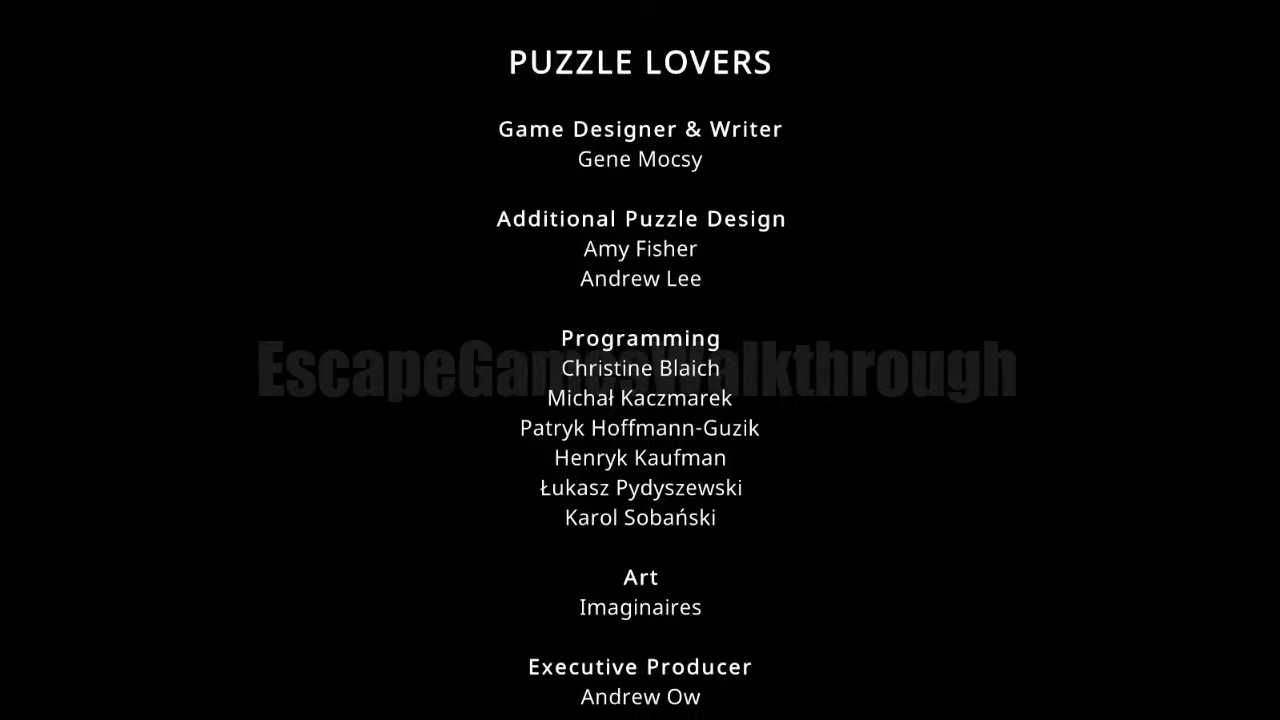 PUZZLE LOVERS
Game Designer & Writer
Gene Mocsy
Additional Puzzle Design
Amy Fisher
Andrew Lee
Programming
EscapeGamesWalkthrough
Christine Blaich
Michał Kaczmarek
Patryk Hoffmann-Guzik
Henryk Kaufman
Łukasz Pydyszewski
Karol Sobański
Art
Imaginaires
Executive Producer
Andrew Ow